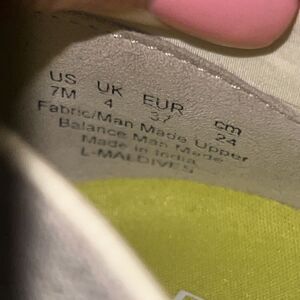 US UK EUR cm
7M 4 37 24
Fabric/Man Made Upper
Balance Man Made
Made in India
L-MALDIVES